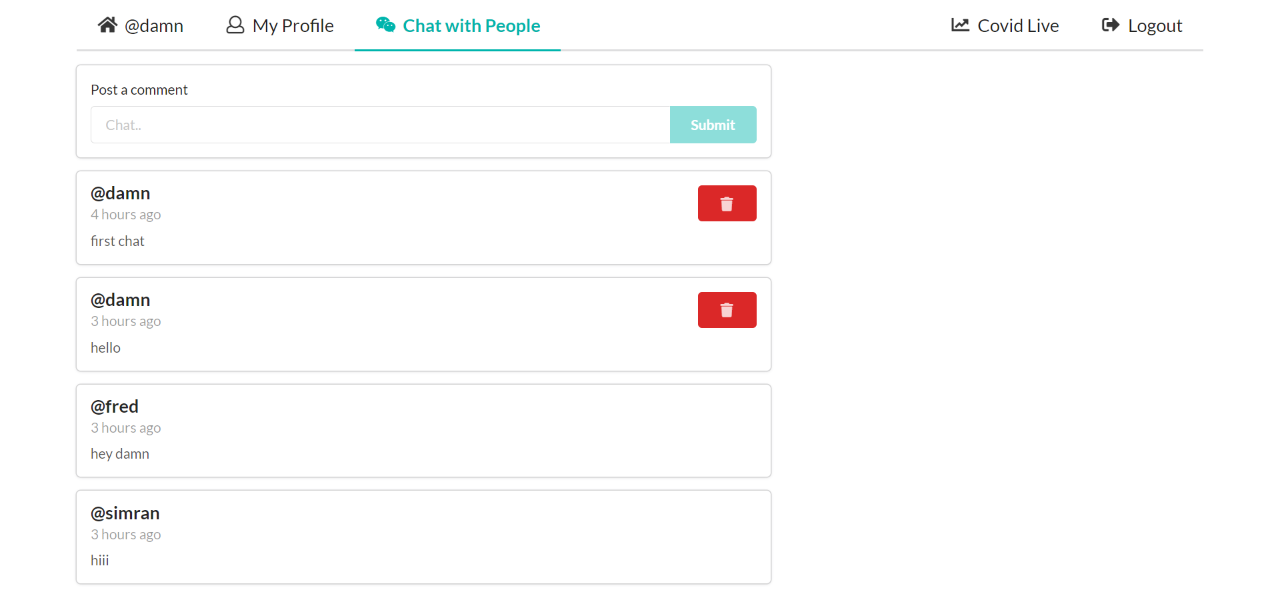 @damn My Profile Chat with People Covid Live Logout
Post a comment
Chat.. Submit
@damn
4 hours ago
first chat
@damn
3 hours ago
hello
@fred
3 hours ago
hey damn
@simran
3 hours ago
hiii